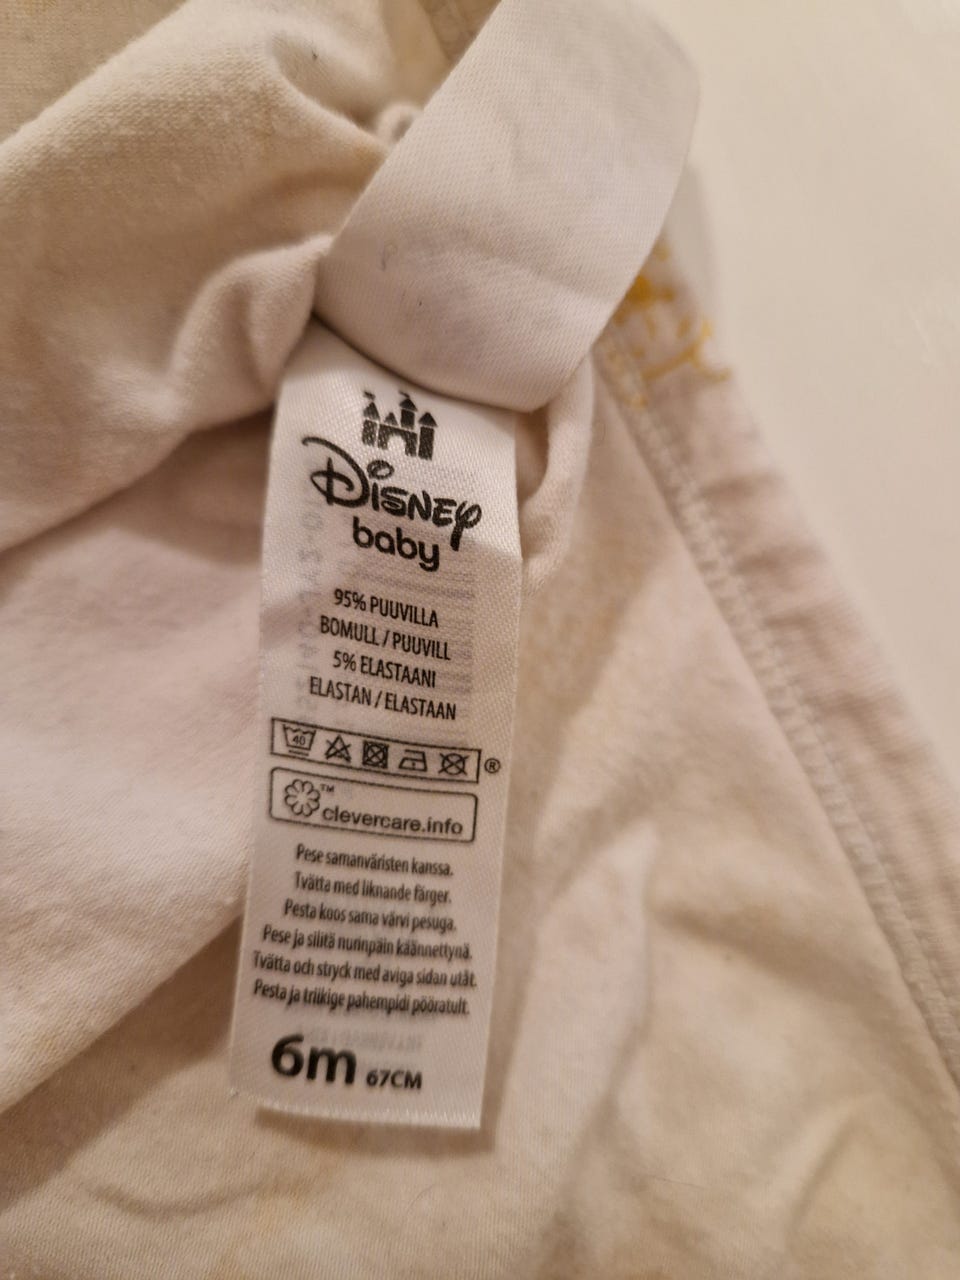 Disney
baby
95% PUUVILLA
BOMULL / PUUVILL
5% ELASTAANI
ELASTAN / ELASTAAN
40
®
™
clevercare.info
Pese samanväristen kanssa.
Tvätta med liknande färger.
Pesta koos sama värvi pesuga.
Pese ja silitä nurinpäin käännettynä.
Tvätta och stryck med aviga sidan utåt.
Pesta ja triikige pahempidi pööratult.
6m 67CM